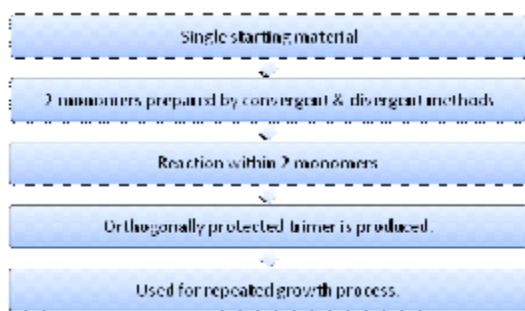 Single starting material
2 monomers prepared by convergent & divergent methods
Reaction within 2 monomers
Orthogonally protected trimer is produced.
Used for repeated growth process.